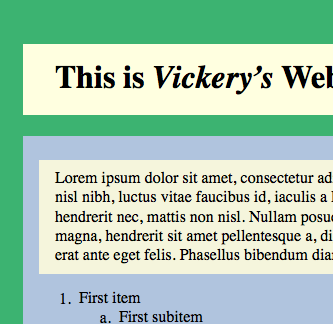 This is Vickery's Web
Lorem ipsum dolor sit amet, consectetur ad
nisl nibh, luctus vitae faucibus id, iaculis a
hendrerit nec, mattis non nisl. Nullam posue
magna, hendrerit sit amet pellentesque a, di
erat ante eget felis. Phasellus bibendum dia
1. First item
a. First subitem